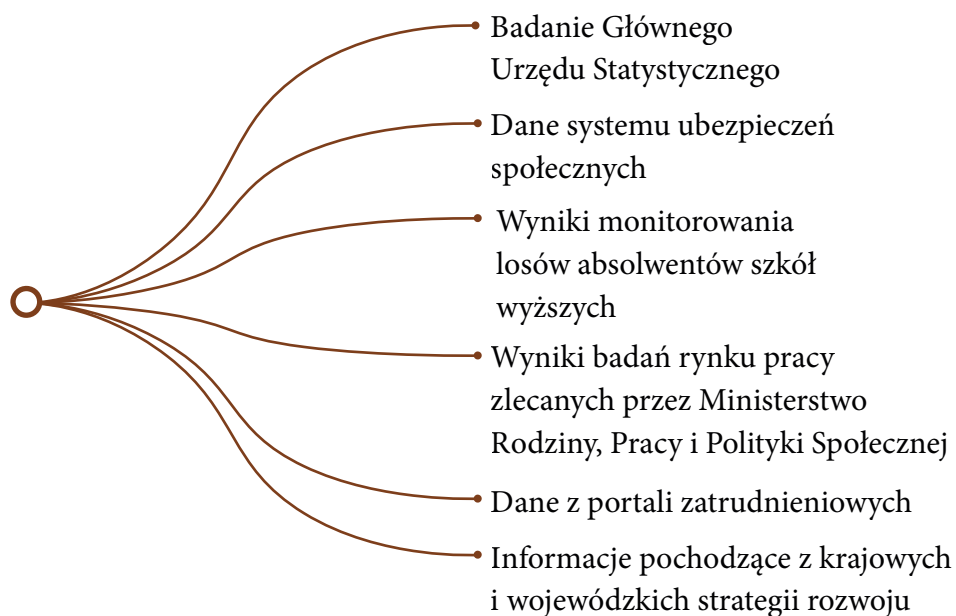 Badanie Głównego
Urzędu Statystycznego
Dane systemu ubezpieczeń
społecznych
Wyniki monitorowania
losów absolwentów szkół
wyższych
Wyniki badań rynku pracy
zlecanych przez Ministerstwo
Rodziny, Pracy i Polityki Społecznej
Dane z portali zatrudnieniowych
Informacje pochodzące z krajowych
i wojewódzkich strategii rozwoju